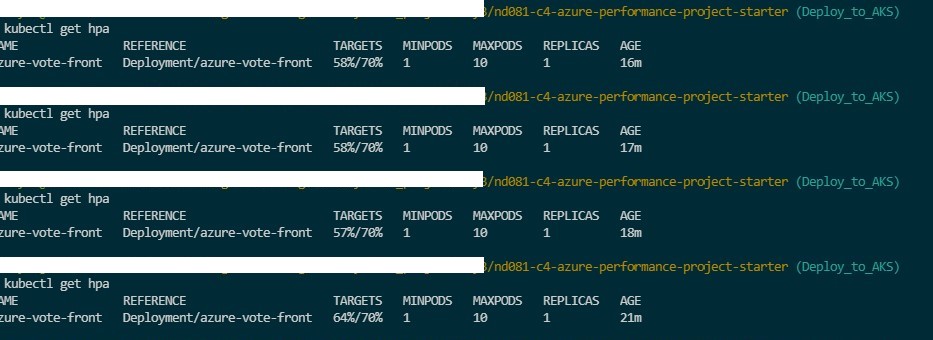 3/nd081-c4-azure-performance-project-starter (Deploy_to_AKS)
kubectl get hpa
AME REFERENCE TARGETS MINPODS MAXPODS REPLICAS AGE
zure-vote-front Deployment/azure-vote-front 58%/70% 1 10 1 16m
3/nd081-c4-azure-performance-project-starter (Deploy_to_AKS)
kubectl get hpa
AME REFERENCE TARGETS MINPODS MAXPODS REPLICAS AGE
zure-vote-front Deployment/azure-vote-front 58%/70% 1 10 1 17m
3/nd081-c4-azure-performance-project-starter (Deploy_to_AKS)
kubectl get hpa
AME REFERENCE TARGETS MINPODS MAXPODS REPLICAS AGE
zure-vote-front Deployment/azure-vote-front 57%/70% 1 10 1 18m
3/nd081-c4-azure-performance-project-starter (Deploy_to_AKS)
kubectl get hpa
AME REFERENCE TARGETS MINPODS MAXPODS REPLICAS AGE
zure-vote-front Deployment/azure-vote-front 64%/70% 1 10 1 21m